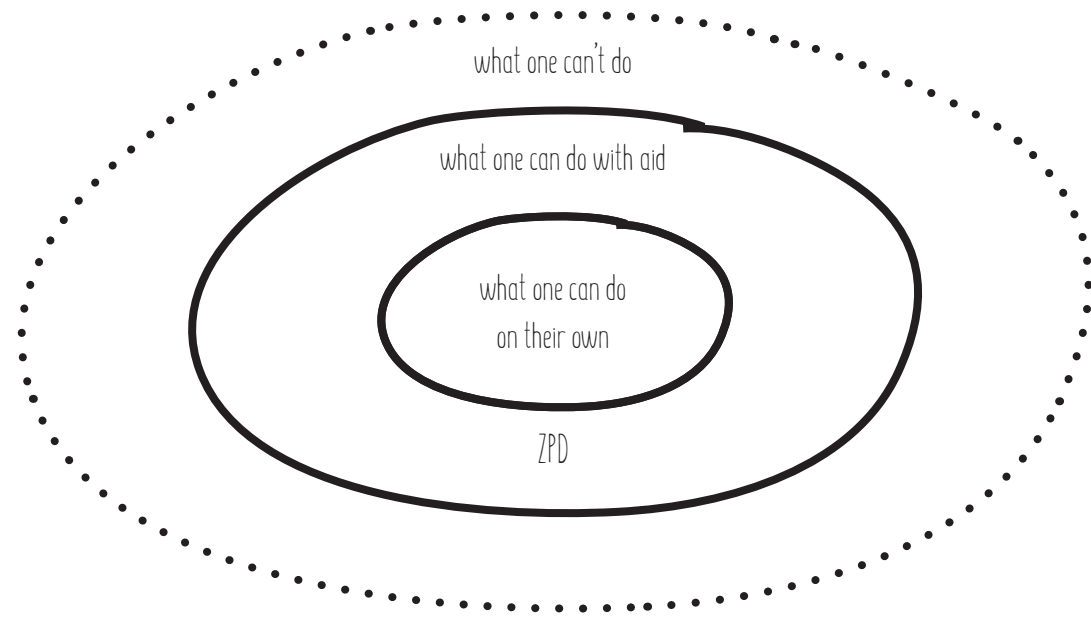 what one can't do
what one can do with aid
what one can do
on their own
ZPD